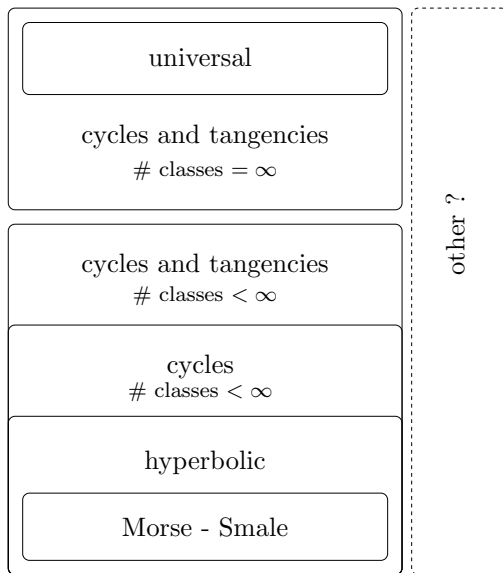 universal
cycles and tangencies
# classes = ∞
cycles and tangencies
# classes < ∞
cycles
# classes < ∞
hyperbolic
Morse - Smale
other ?